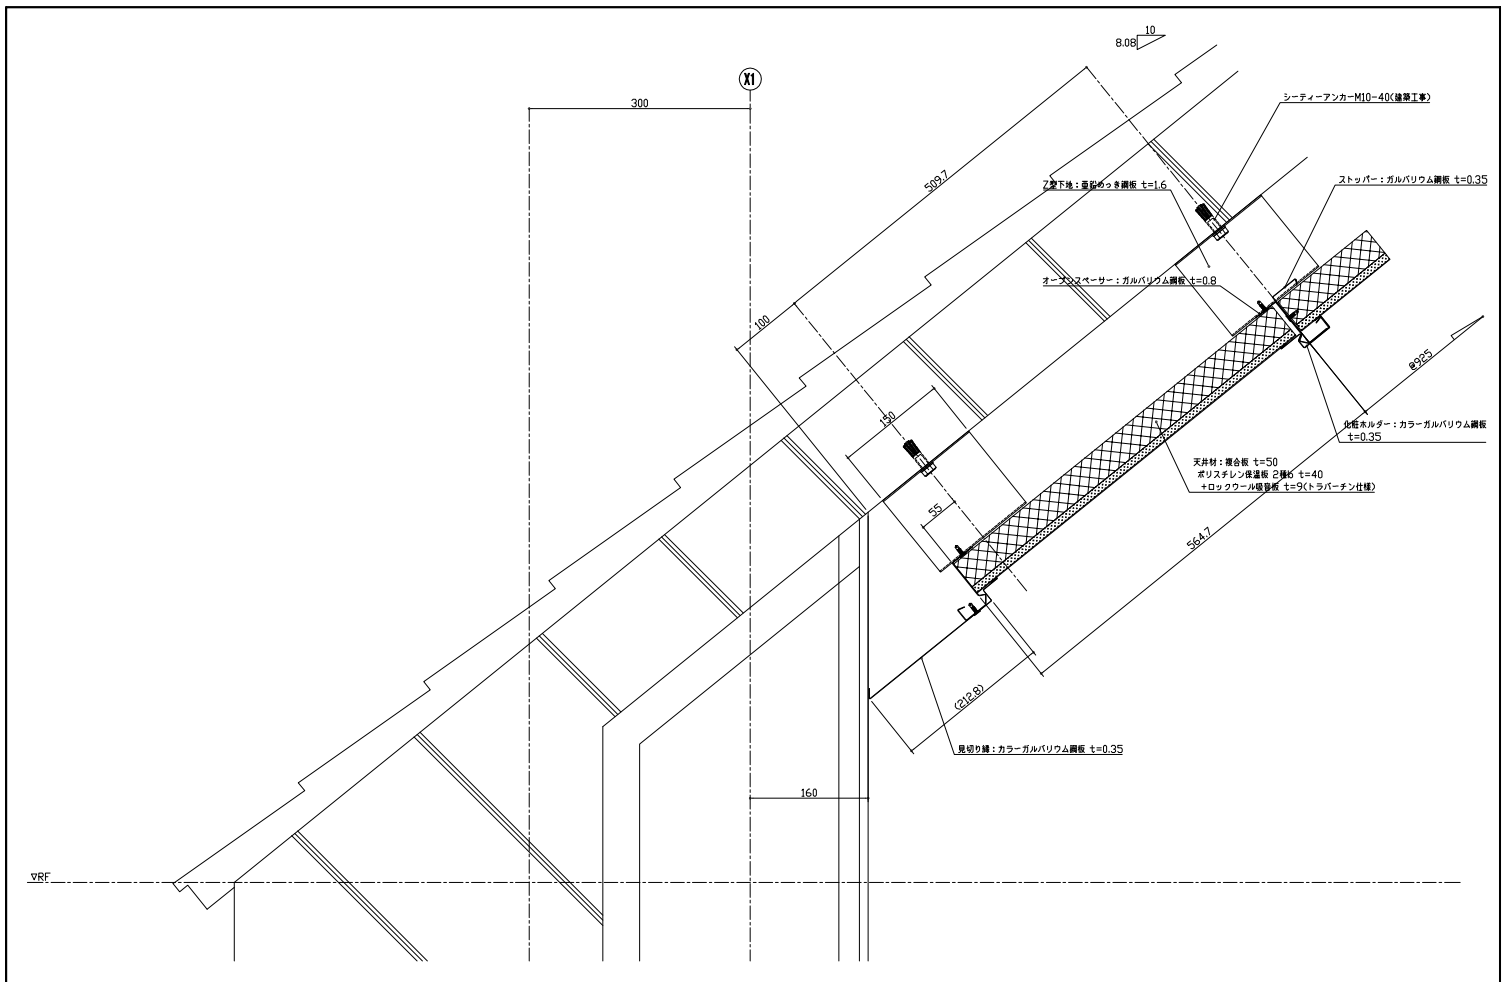 10
8.08
X1
300
シーティーアンカーM10-40(建築工事)
509.7
Z型下地：亜鉛めっき鋼板 t=1.6
ストッパー：ガルバリウム鋼板 t=0.35
オープンスペーサー：ガルバリウム鋼板 t=0.8
100
@925
150
化粧ホルダー：カラーガルバリウム鋼板
t=0.35
天井材：複合板 t=50
ポリスチレン保温板 2種b t=40
+ロックウール吸音板 t=9(トラバーチン仕様)
55
564.7
(212.8)
見切り縁：カラーガルバリウム鋼板 t=0.35
160
▽RF